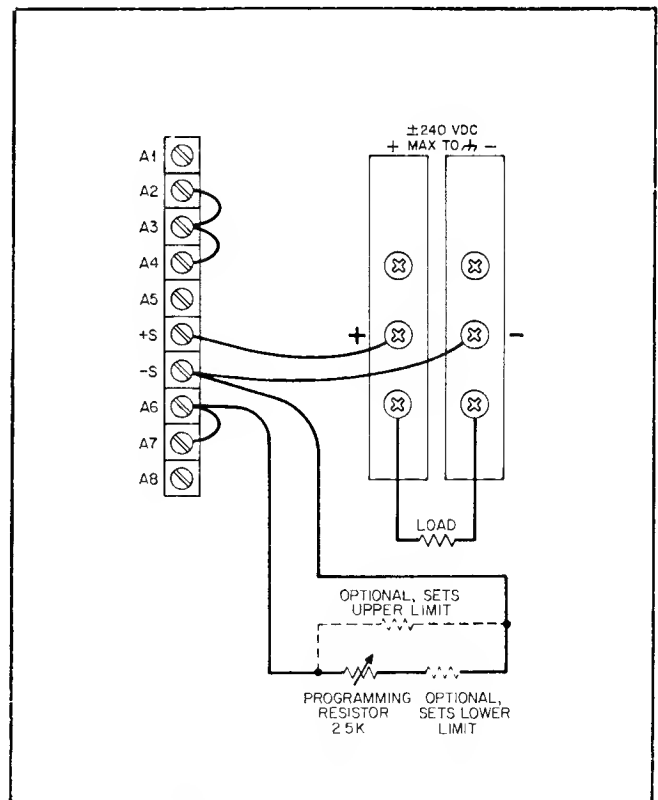 ±240 VDC
+ MAX TO -
A1
A2
A3
A4
A5
+S
-S
A6
A7
A8
+
-
LOAD
OPTIONAL, SETS
UPPER LIMIT
PROGRAMMING
RESISTOR
2.5K
OPTIONAL,
SETS LOWER
LIMIT